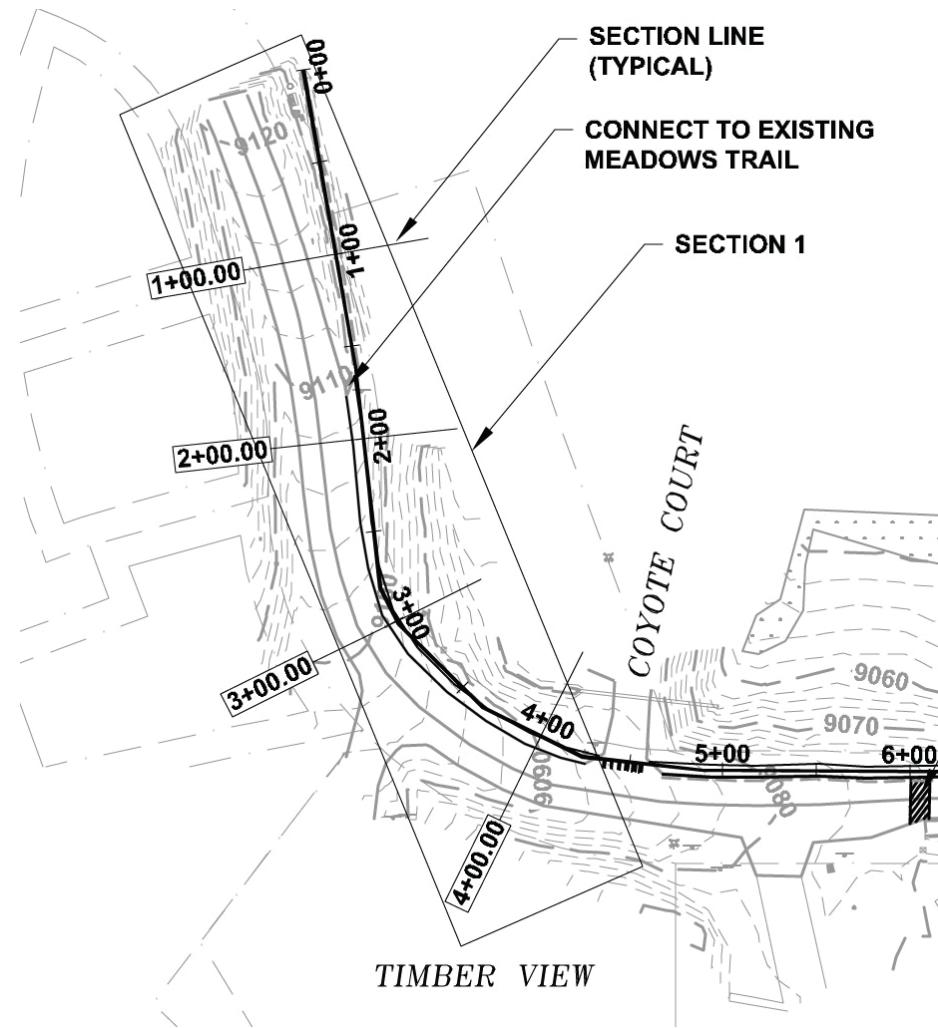 SECTION LINE
(TYPICAL)
CONNECT TO EXISTING
MEADOWS TRAIL
SECTION 1
0+00
9120
1+00
1+00.00
9110
2+00
2+00.00
COYOTE COURT
3+00
3+00.00
4+00
9060
9070
5+00
6+00
9090
9080
4+00.00
TIMBER VIEW